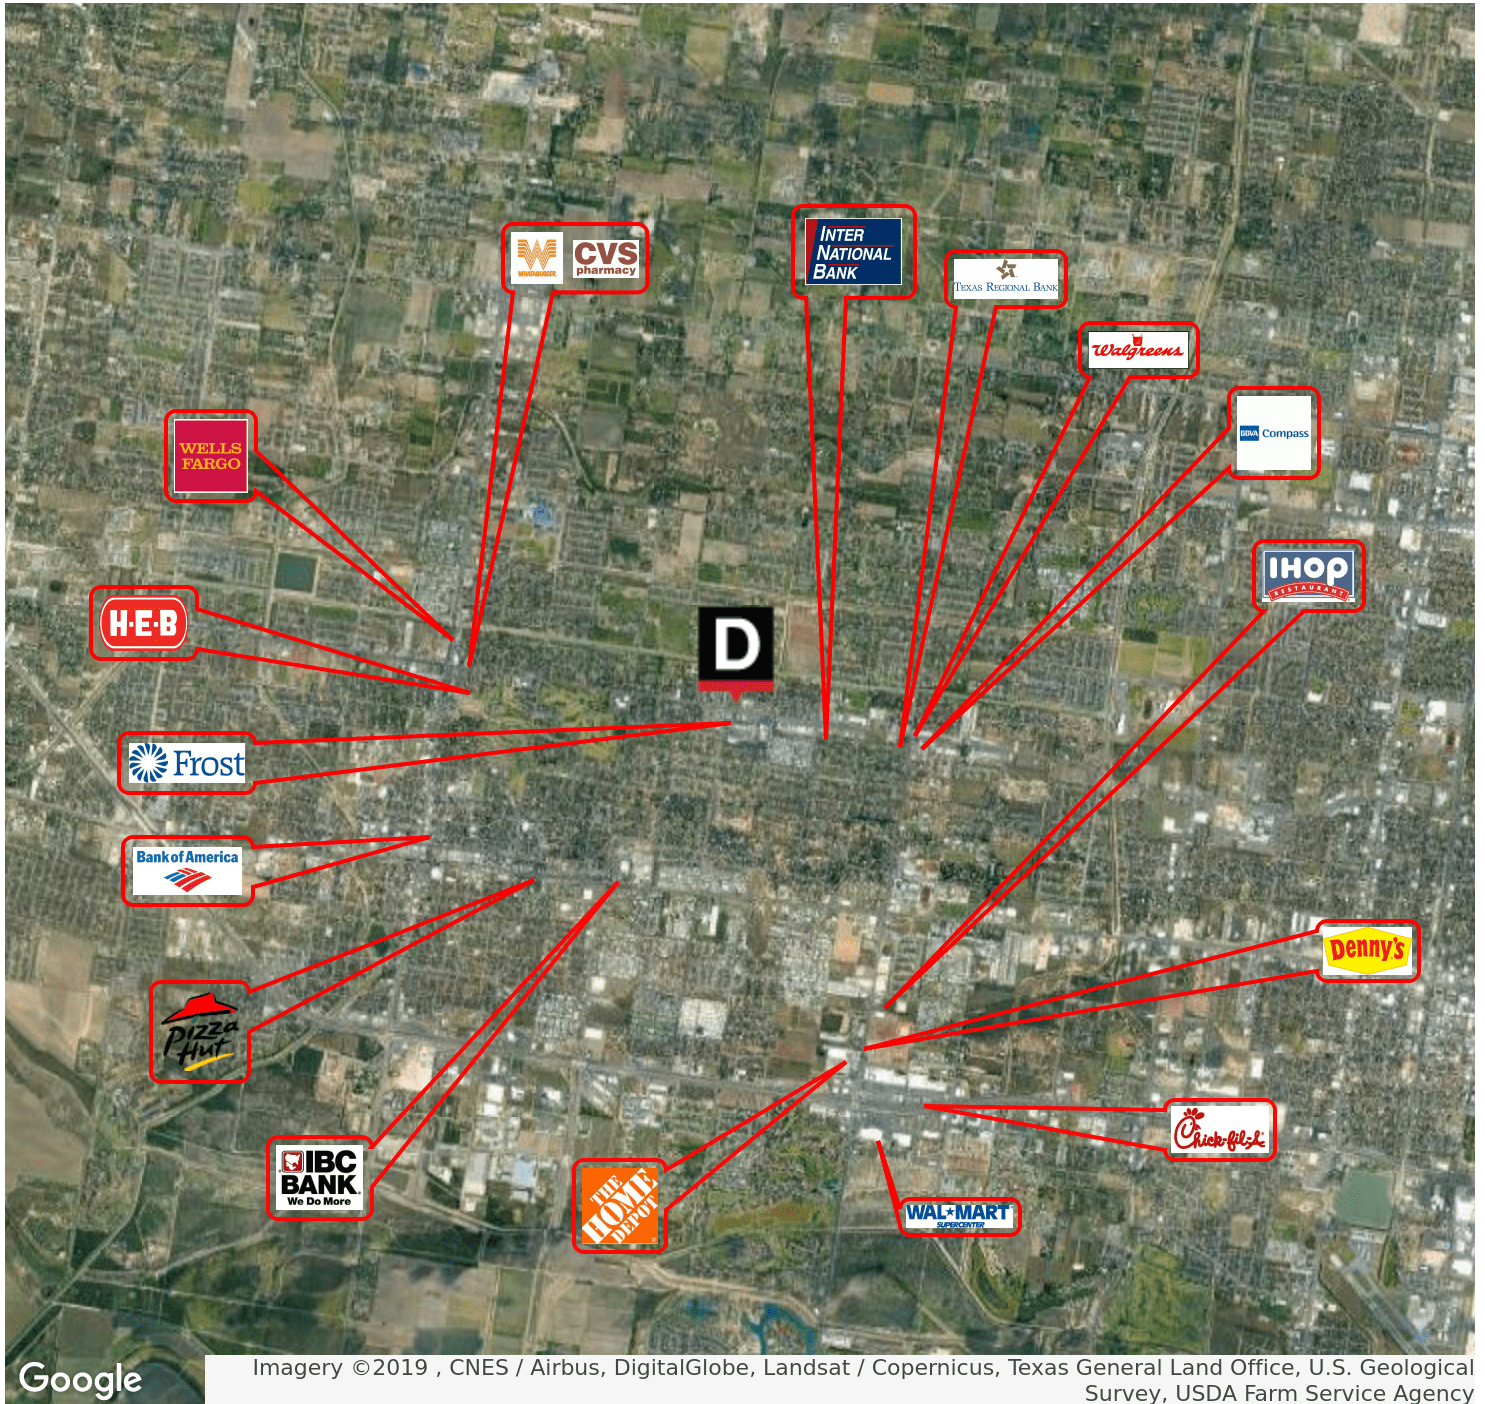 WHATABURGER
CVS
pharmacy
INTER
NATIONAL
BANK
TEXAS REGIONAL BANK
Walgreens
BBVA Compass
WELLS
FARGO
IHOP
RESTAURANT
H-E-B
D
Frost
Bank of America
Denny's
Pizza
Hut
Chick-fil-A
IBC
BANK
We Do More
THE
HOME
DEPOT
WAL★MART
SUPERCENTER
Google
Imagery ©2019 , CNES / Airbus, DigitalGlobe, Landsat / Copernicus, Texas General Land Office, U.S. Geological
Survey, USDA Farm Service Agency